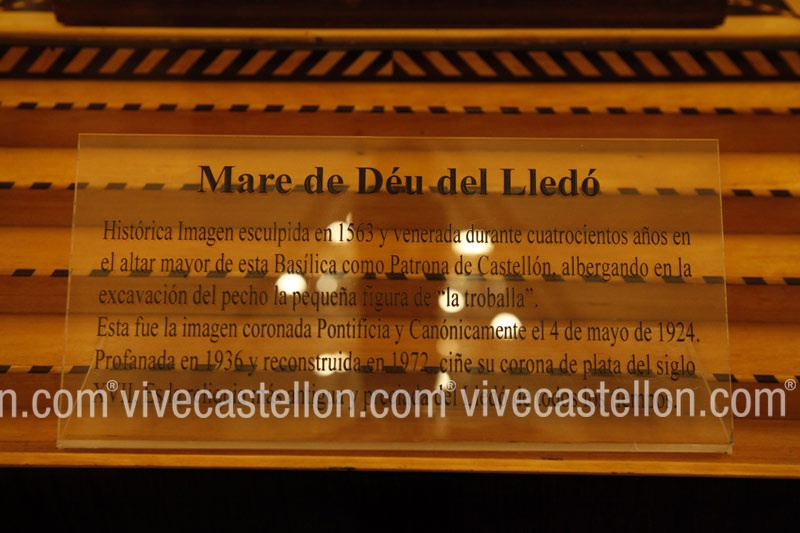 Mare de Déu del Lledó
Histórica Imagen esculpida en 1563 y venerada durante cuatrocientos años en
el altar mayor de esta Basílica como Patrona de Castellón, albergando en la
excavación del pecho la pequeña figura de “la troballa”.
Esta fue la imagen coronada Pontificia y Canónicamente el 4 de mayo de 1924.
Profanada en 1936 y reconstruida en 1972, ciñe su corona de plata del siglo
XVII. Es la
n.com® vivecastellon.com® vivecastellon.com®